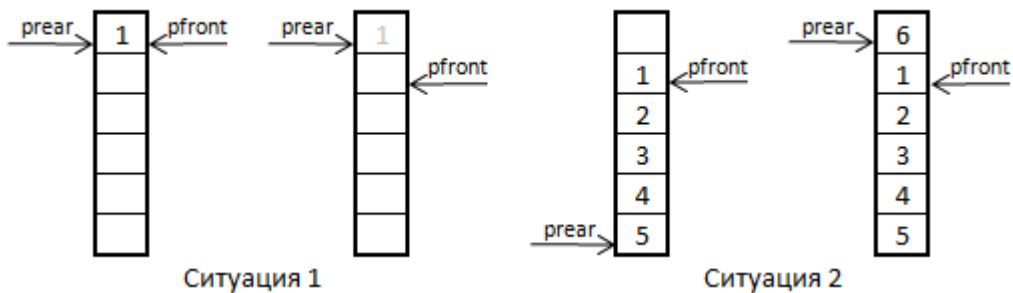 prear 1 pfront prear 1 prear 6
pfront 1 pfront 1 pfront
2 2
3 3
4 4
prear 5 5
Ситуация 1 Ситуация 2